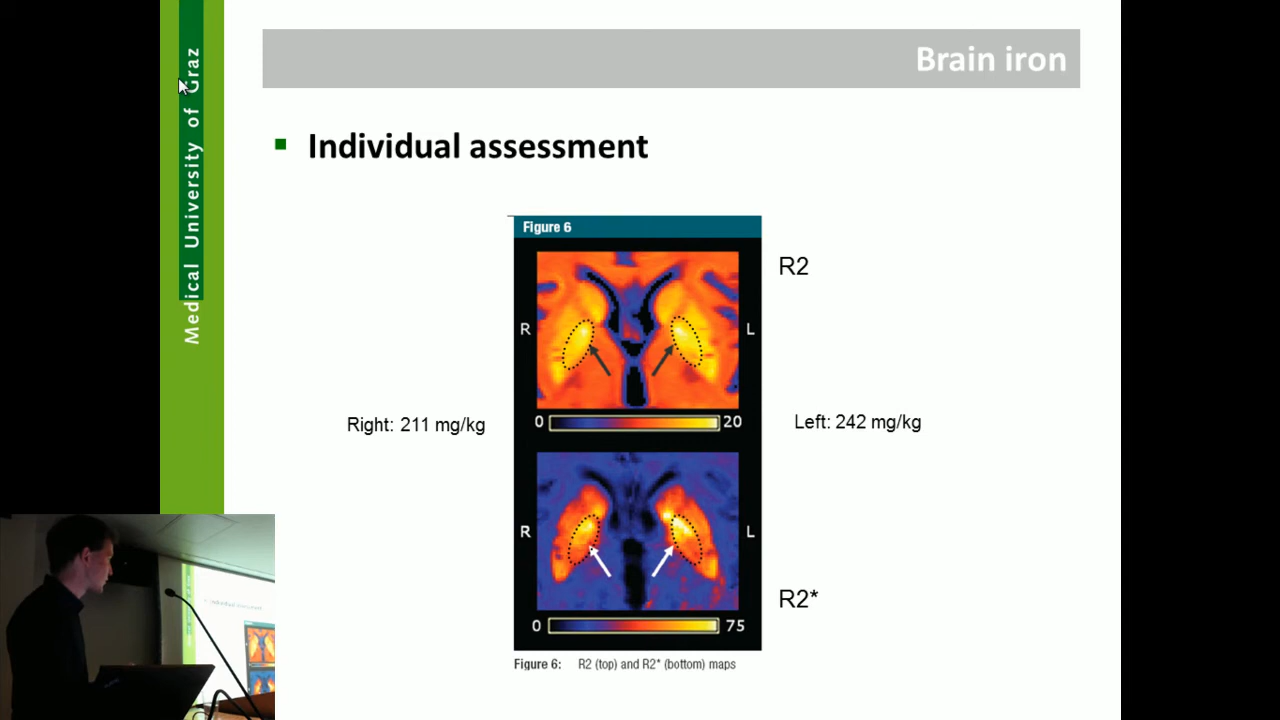 Medical University of Graz
Brain iron
Individual assessment
Figure 6
R2
R
L
0
20
Right: 211 mg/kg
Left: 242 mg/kg
R
L
R2*
0
75
Figure 6: R2 (top) and R2* (bottom) maps